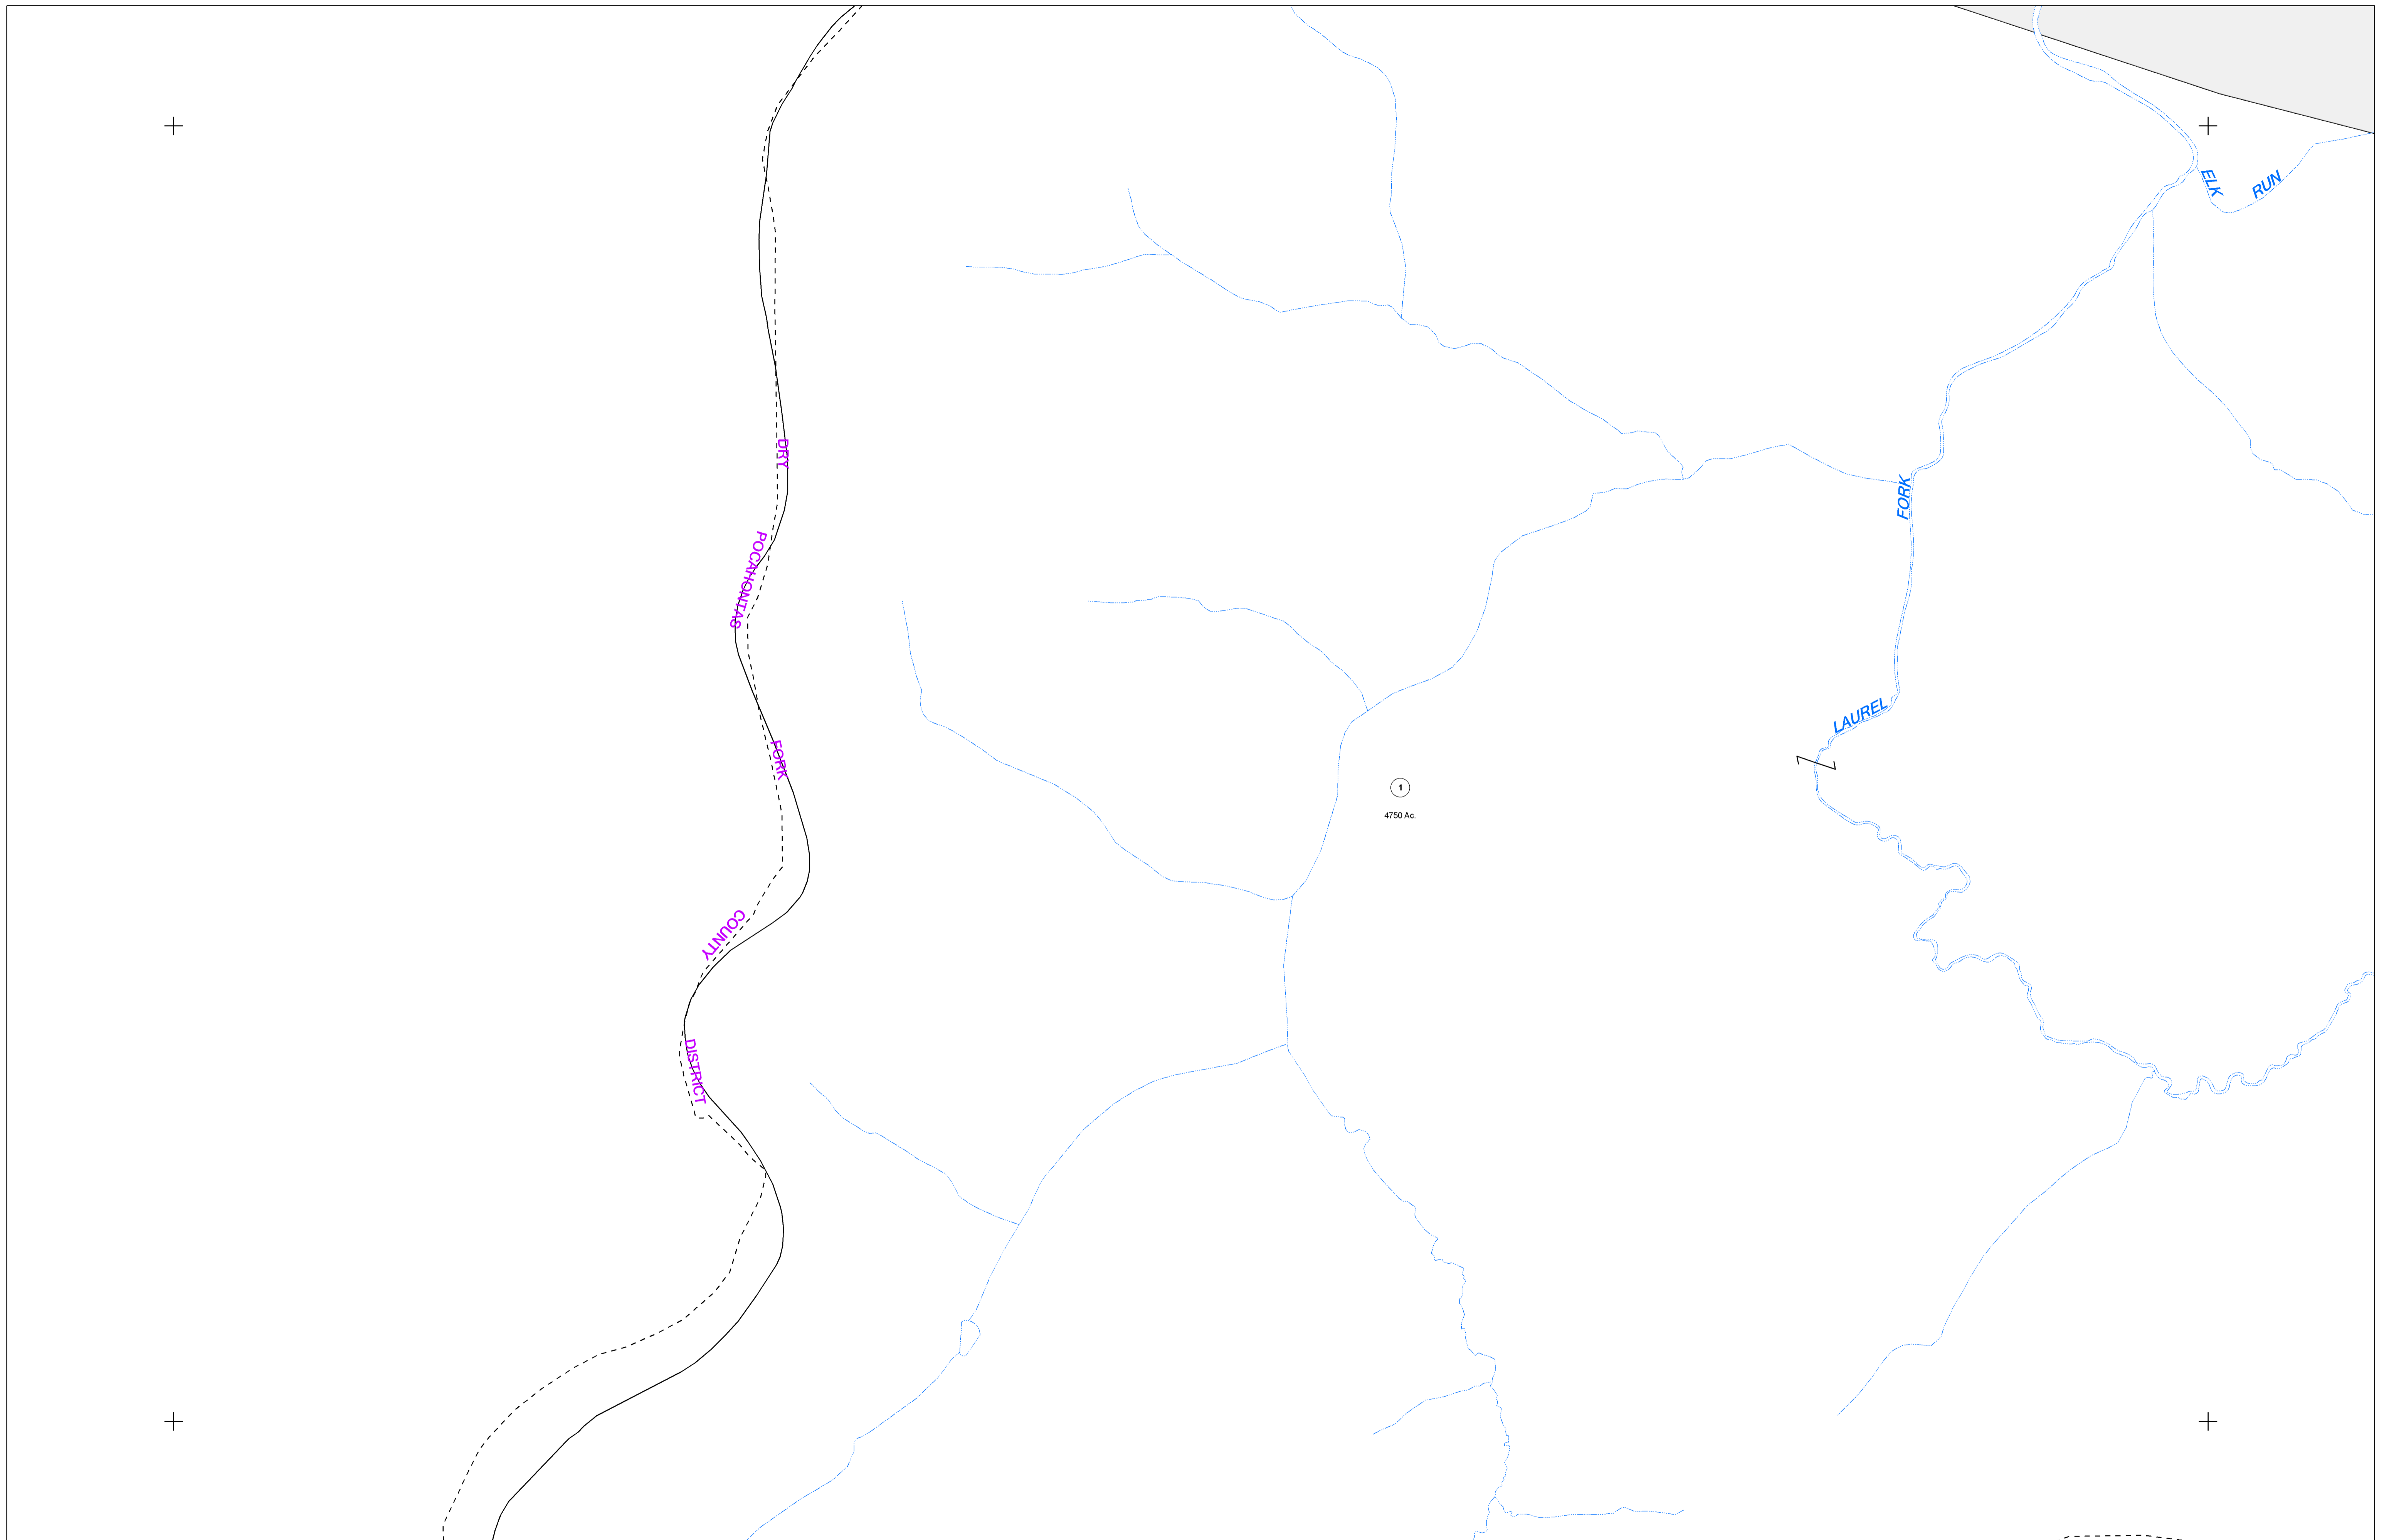 ELK RUN
DRY
FORK
POCAHONTAS
LAUREL
FORK
1
4750 Ac.
COUNTY
DISTRICT